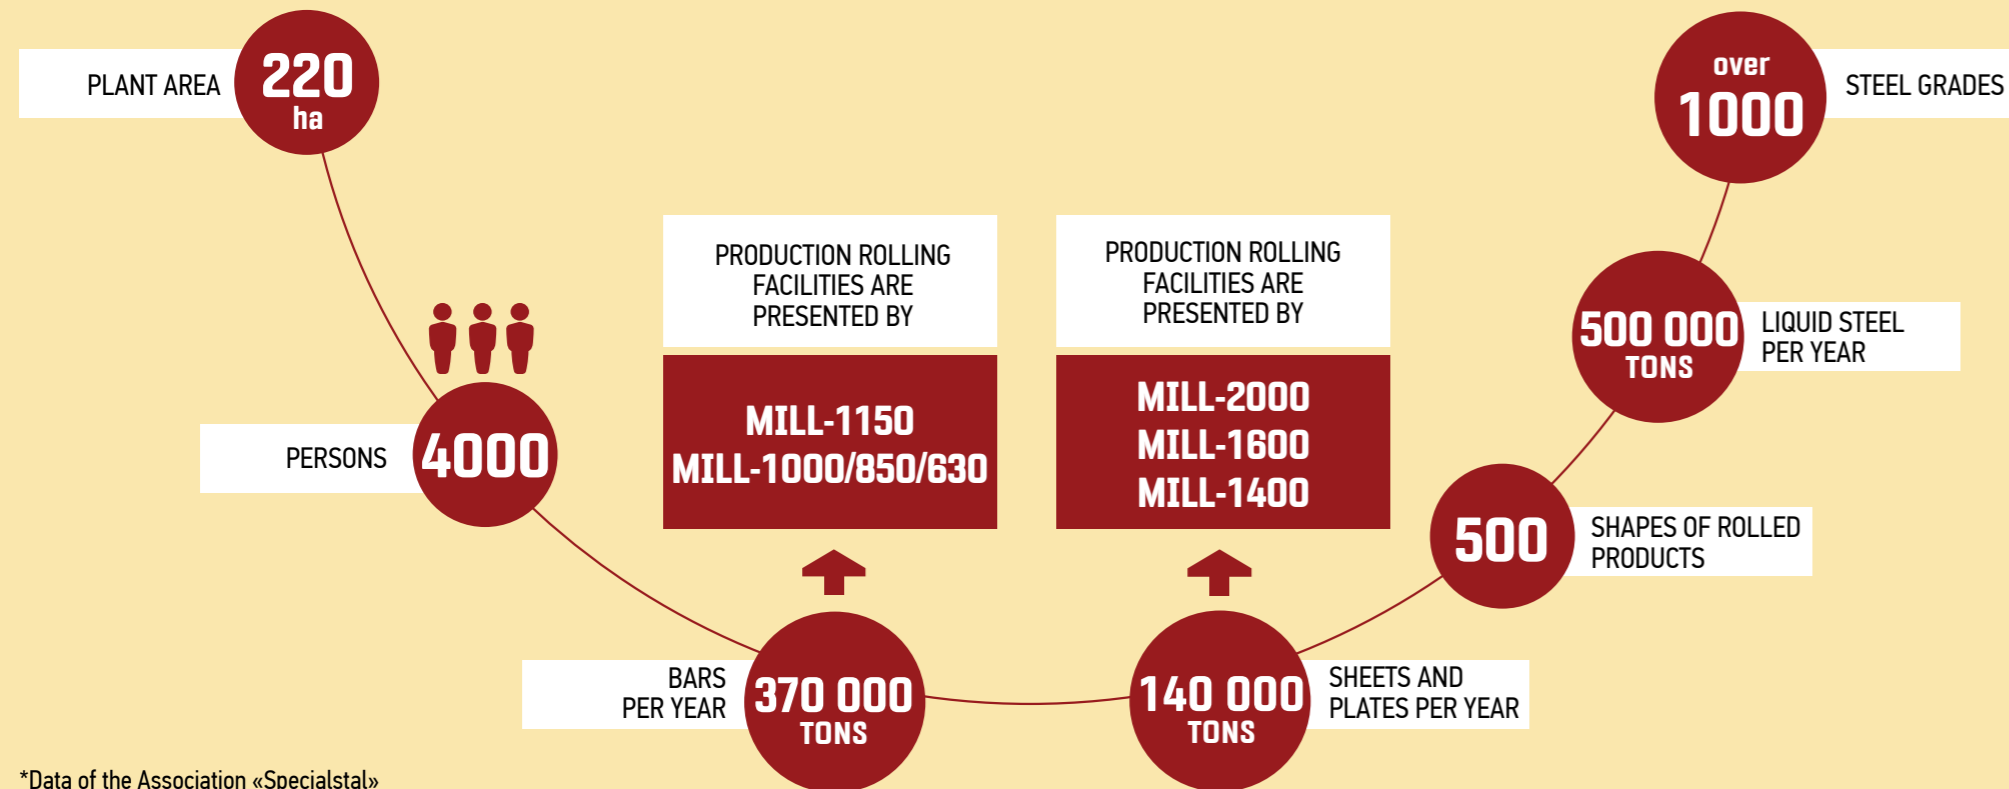 PLANT AREA
220
ha
PERSONS
4000
PRODUCTION ROLLING
FACILITIES ARE
PRESENTED BY
MILL-1150
MILL-1000/850/630
BARS
PER YEAR
370 000
TONS
PRODUCTION ROLLING
FACILITIES ARE
PRESENTED BY
MILL-2000
MILL-1600
MILL-1400
140 000
TONS
SHEETS AND
PLATES PER YEAR
500
SHAPES OF ROLLED
PRODUCTS
500 000
TONS
LIQUID STEEL
PER YEAR
over
1000
STEEL GRADES
*Data of the Association «Specialstal»